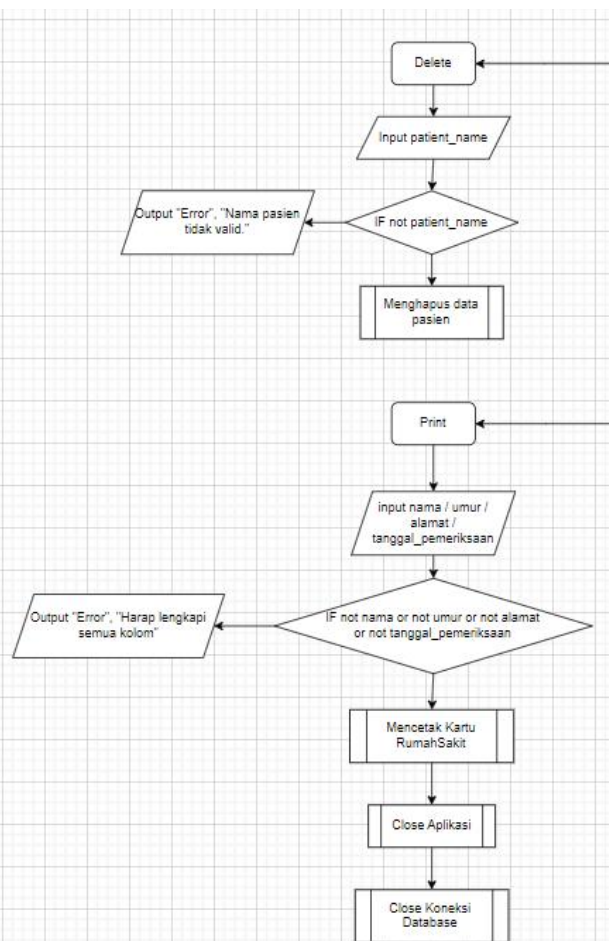 Delete
Input patient_name
Output "Error", "Nama pasien
tidak valid."
IF not patient_name
Menghapus data
pasien
Print
input nama / umur /
alamat /
tanggal_pemeriksaan
Output "Error", "Harap lengkapi
semua kolom"
IF not nama or not umur or not alamat
or not tanggal_pemeriksaan
Mencetak Kartu
RumahSakit
Close Aplikasi
Close Koneksi
Database